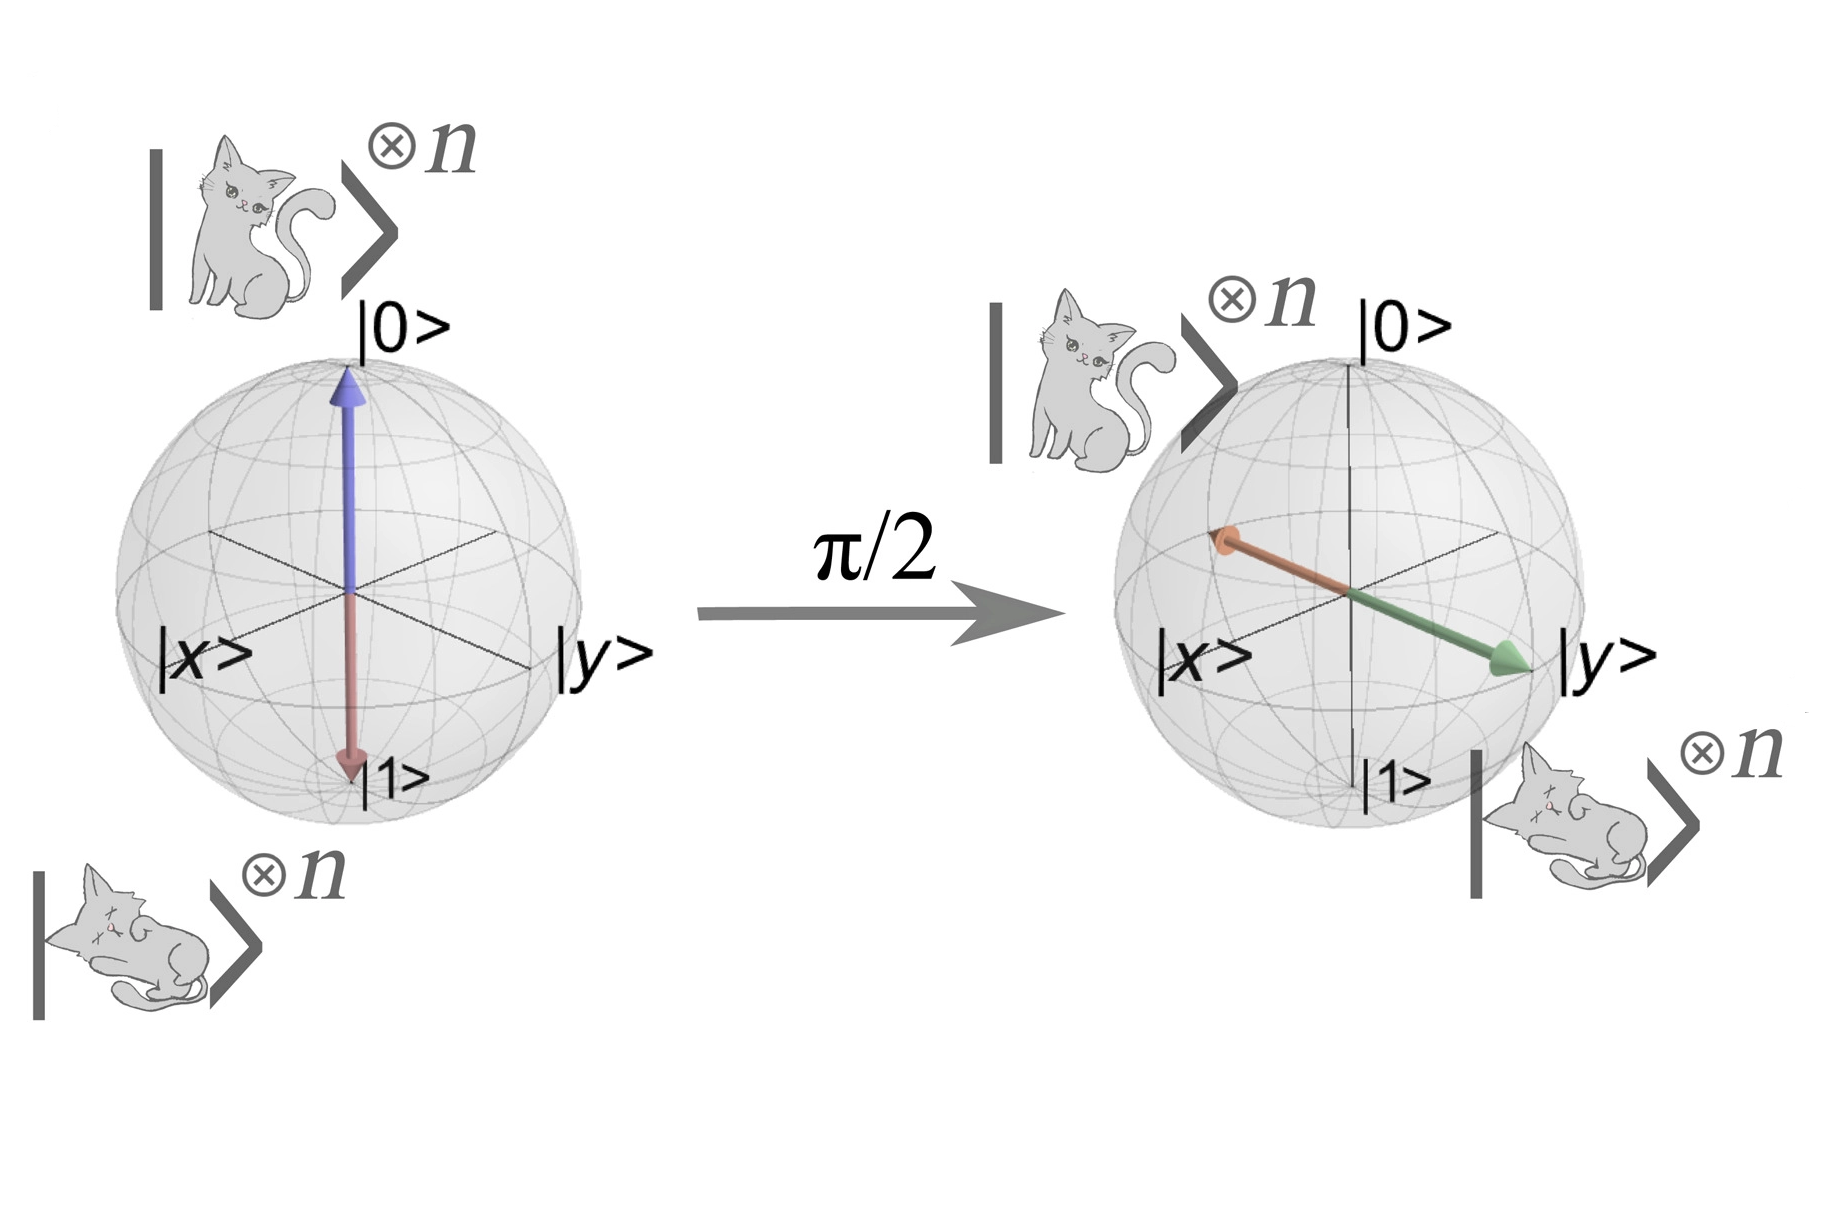 ⊗n
|0>
|x>
|y>
|1>
⊗n
π/2
⊗n
|0>
|x>
|y>
|1>
⊗n